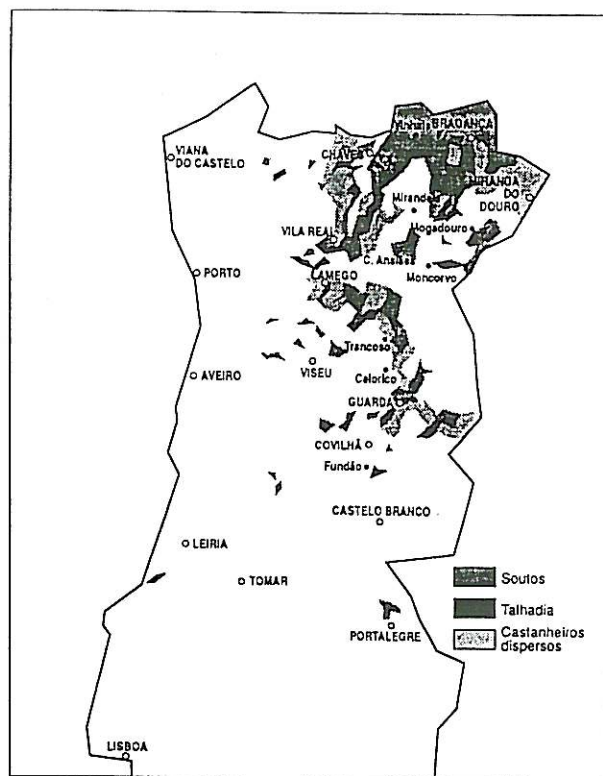 Vinhais BRAGANÇA
CHAVES
VIANA
DO CASTELO
MIRANDA
DO
DOURO
Mirandela
Mogadouro
VILA REAL
C. Ansiães
Moncorvo
PORTO
LAMEGO
Trancoso
VISEU
Celorico
AVEIRO
GUARDA
COVILHÃ
Fundão
CASTELO BRANCO
LEIRIA
TOMAR
PORTALEGRE
LISBOA
Soutos
Talhadia
Castanheiros
dispersos